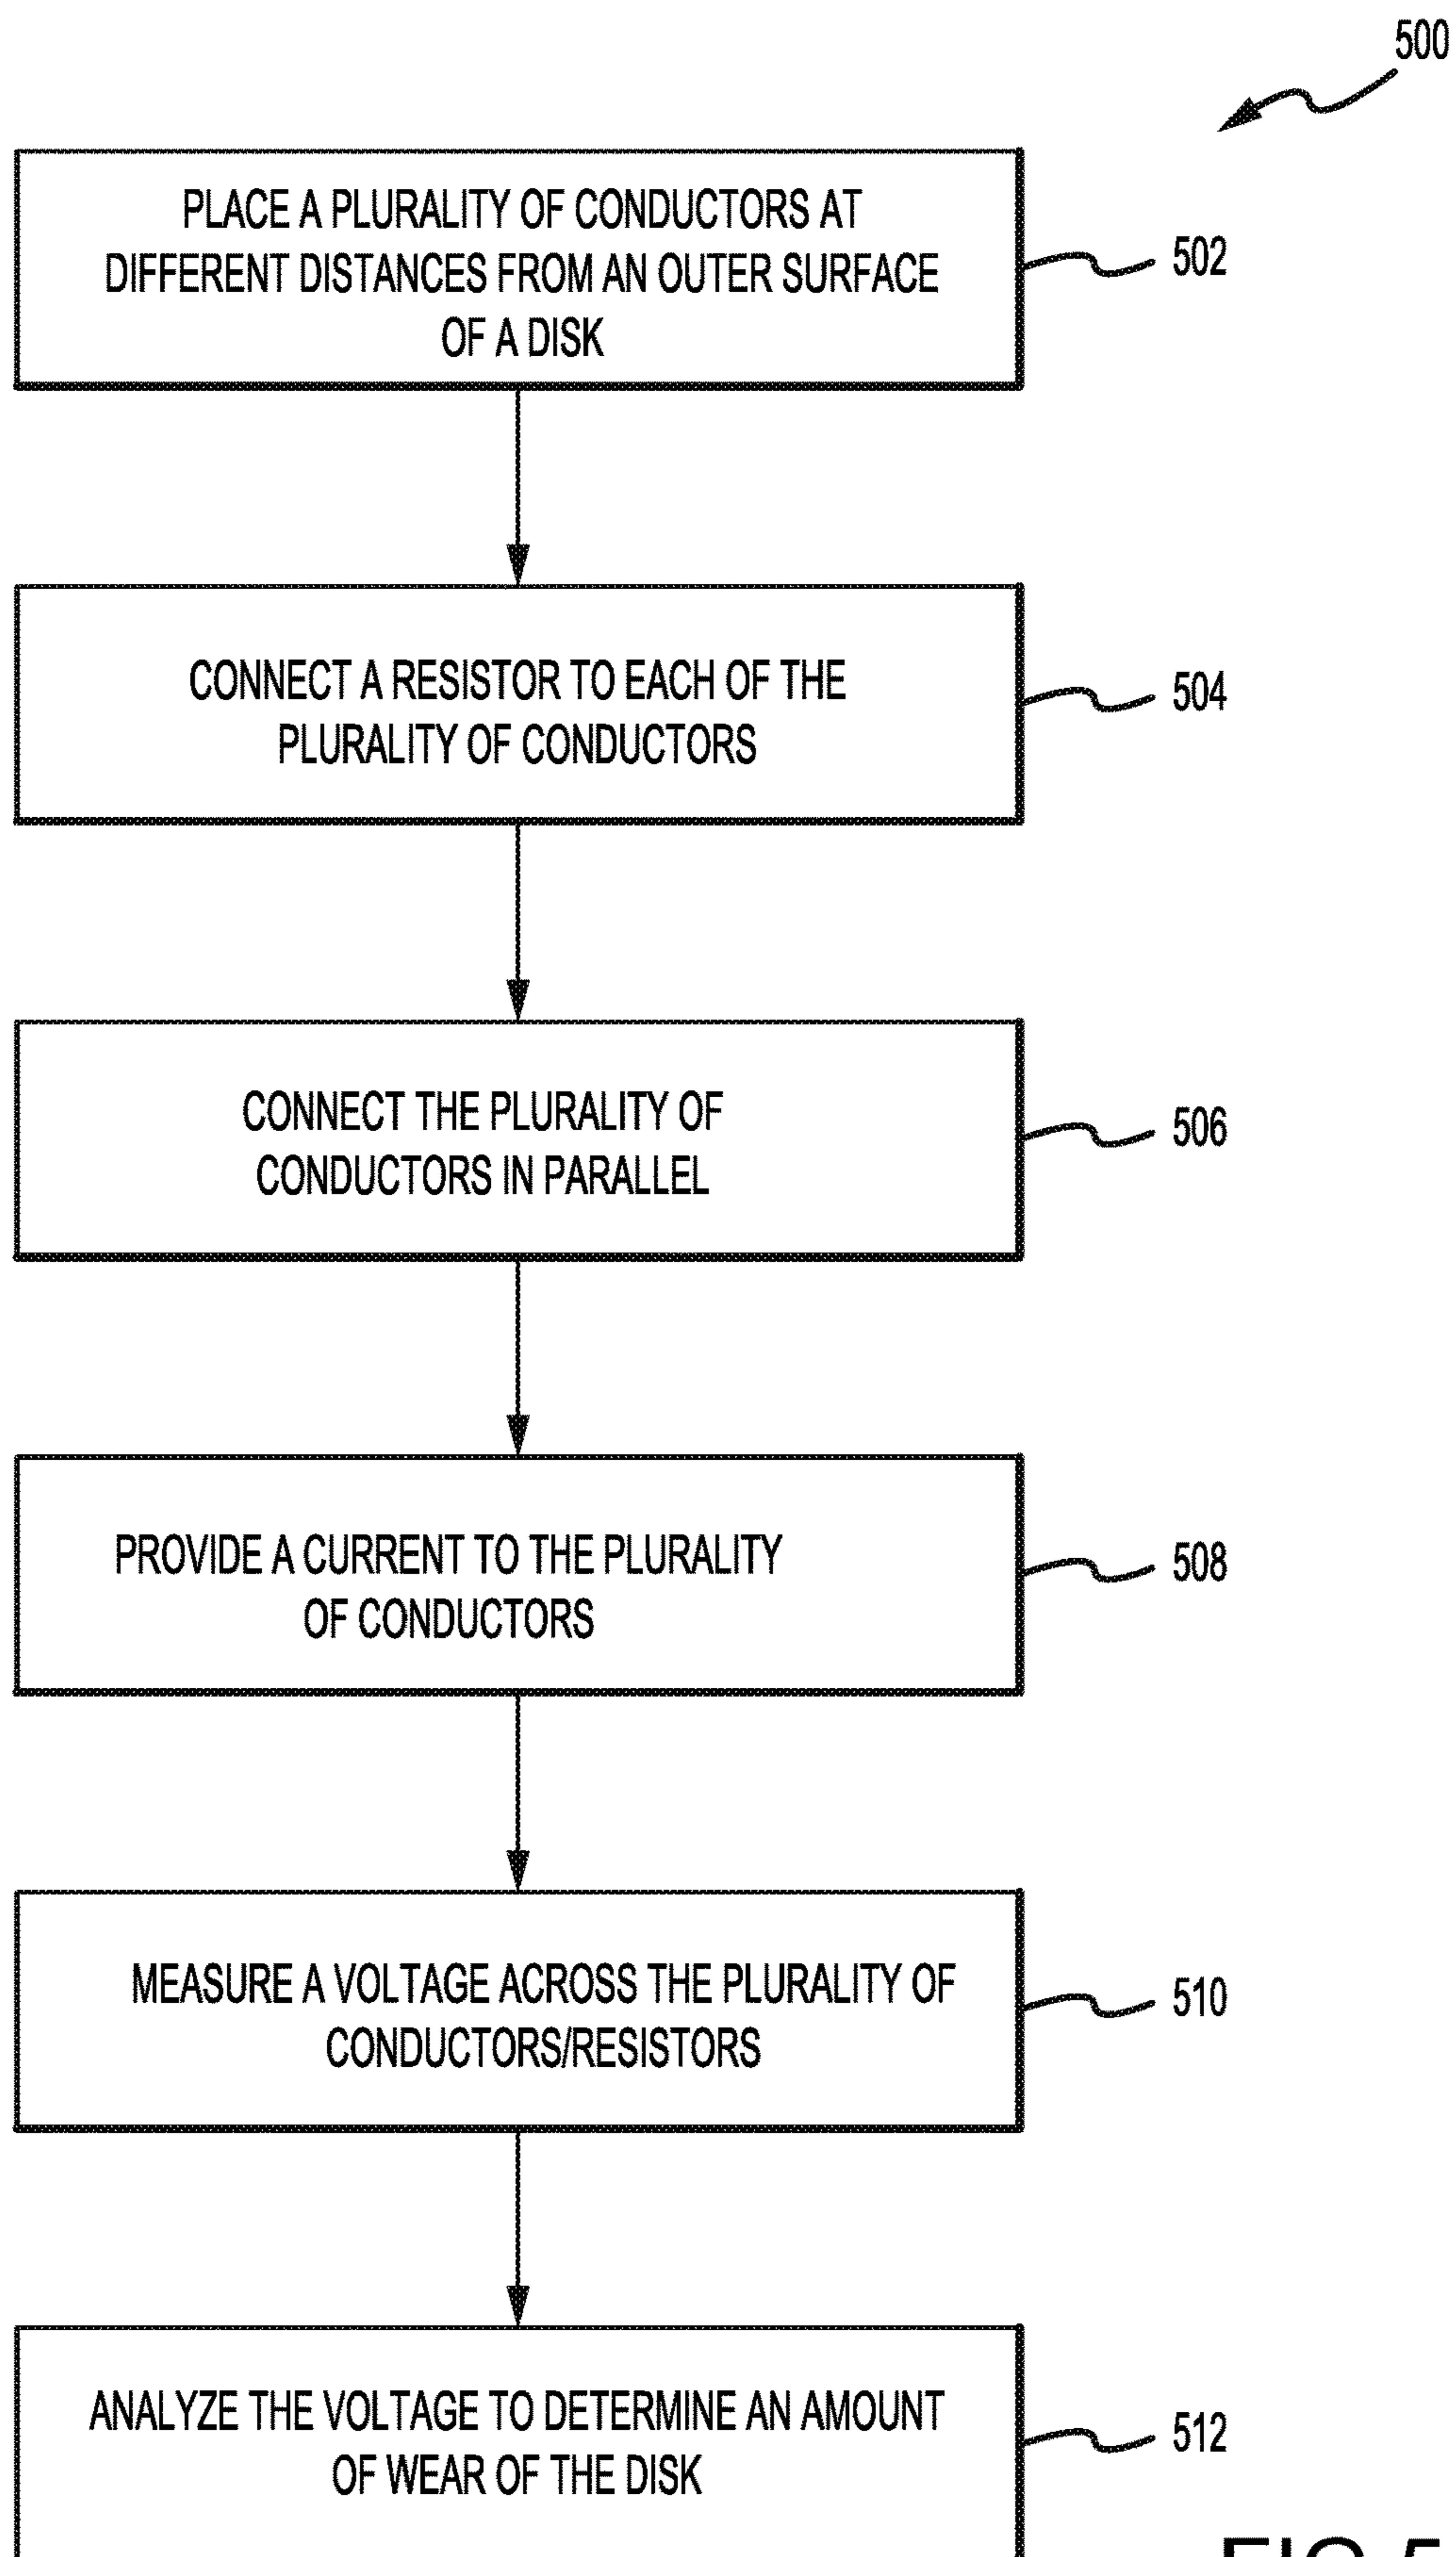 500
PLACE A PLURALITY OF CONDUCTORS AT
DIFFERENT DISTANCES FROM AN OUTER SURFACE
OF A DISK
502
CONNECT A RESISTOR TO EACH OF THE
PLURALITY OF CONDUCTORS
504
CONNECT THE PLURALITY OF
CONDUCTORS IN PARALLEL
506
PROVIDE A CURRENT TO THE PLURALITY
OF CONDUCTORS
508
MEASURE A VOLTAGE ACROSS THE PLURALITY OF
CONDUCTORS/RESISTORS
510
ANALYZE THE VOLTAGE TO DETERMINE AN AMOUNT
OF WEAR OF THE DISK
512